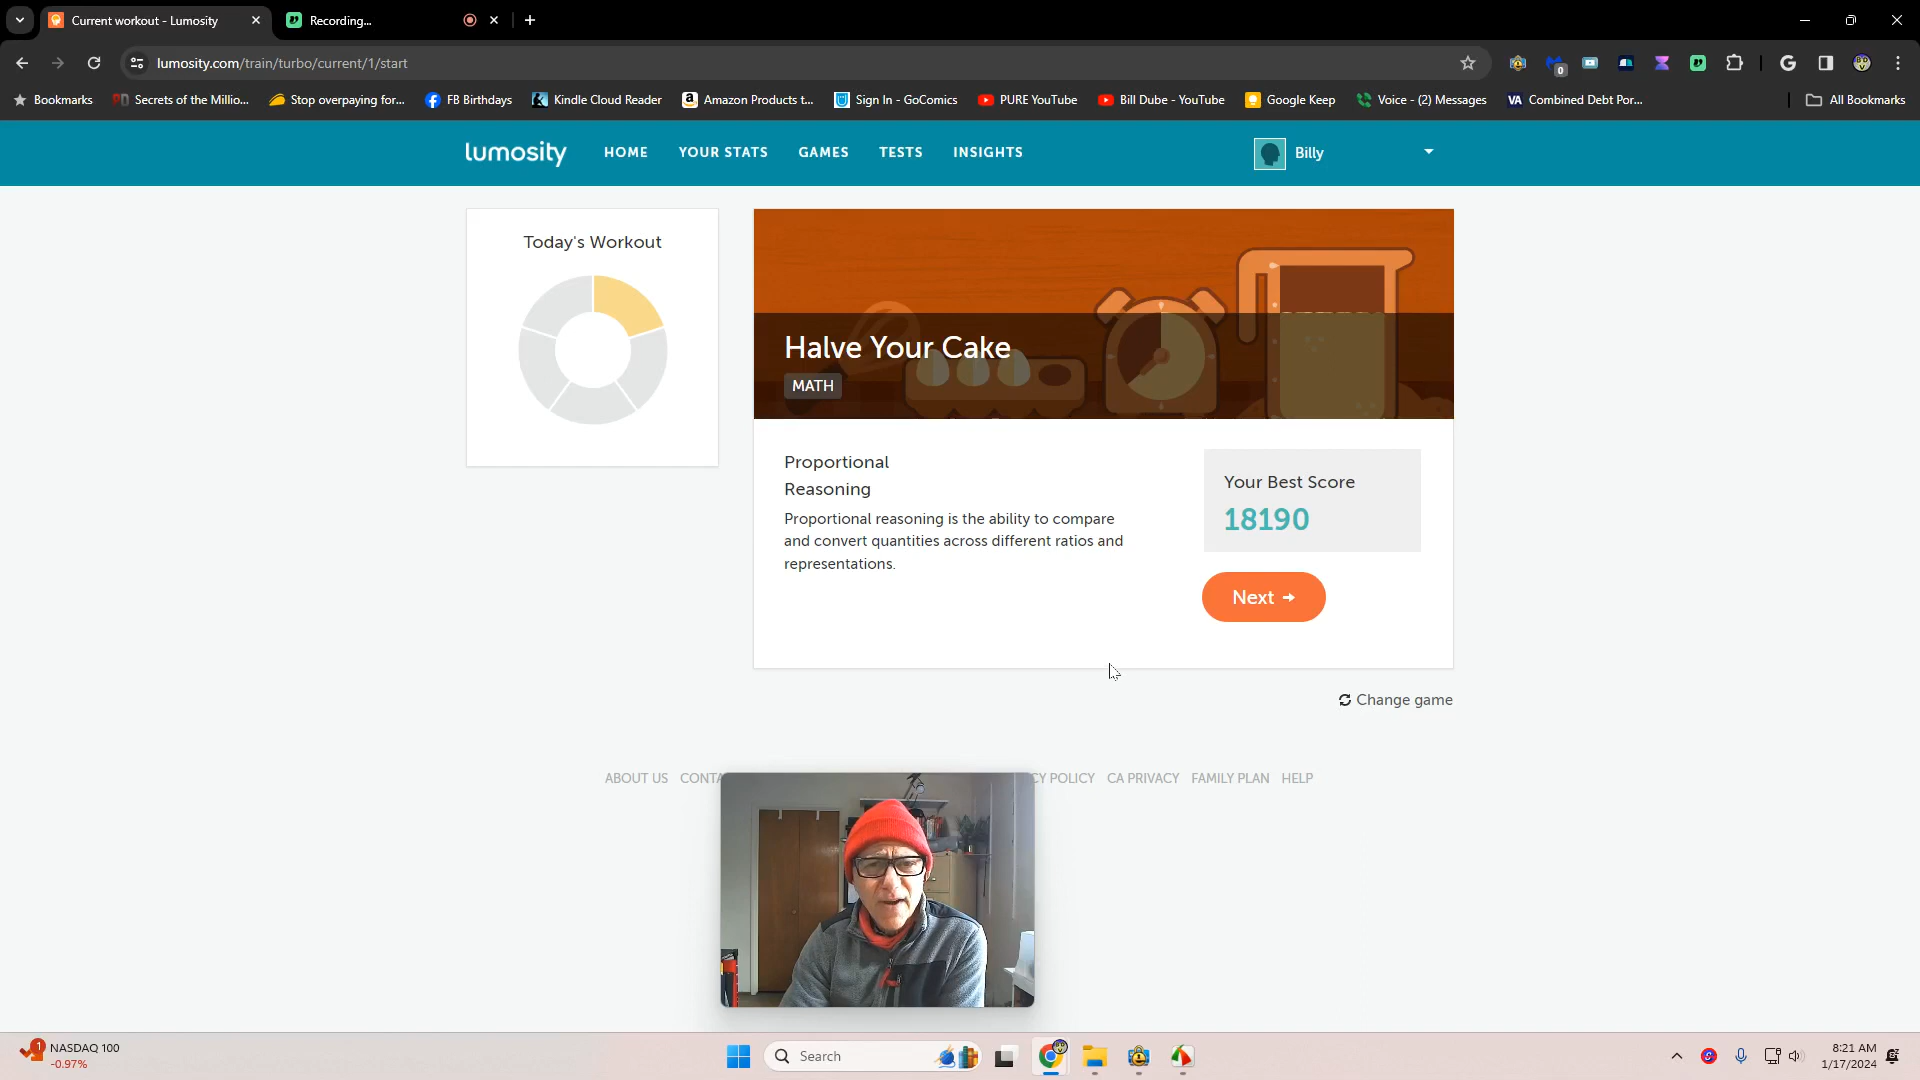 Current workout - Lumosity
Recording...
lumosity.com/train/turbo/current/1/start
0
Bookmarks
Secrets of the Millio...
Stop overpaying for...
FB Birthdays
Kindle Cloud Reader
Amazon Products t...
Sign In - GoComics
PURE YouTube
Bill Dube - YouTube
Google Keep
Voice - (2) Messages
VA Combined Debt Por...
All Bookmarks
lumosity
HOME
YOUR STATS
GAMES
TESTS
INSIGHTS
Billy
Today's Workout
Halve Your Cake
MATH
Proportional
Reasoning
Proportional reasoning is the ability to compare
and convert quantities across different ratios and
representations.
Your Best Score
18190
Next →
Change game
ABOUT US
CONTA
CY POLICY
CA PRIVACY
FAMILY PLAN
HELP
1
NASDAQ 100
-0.97%
Search
8:21 AM
1/17/2024